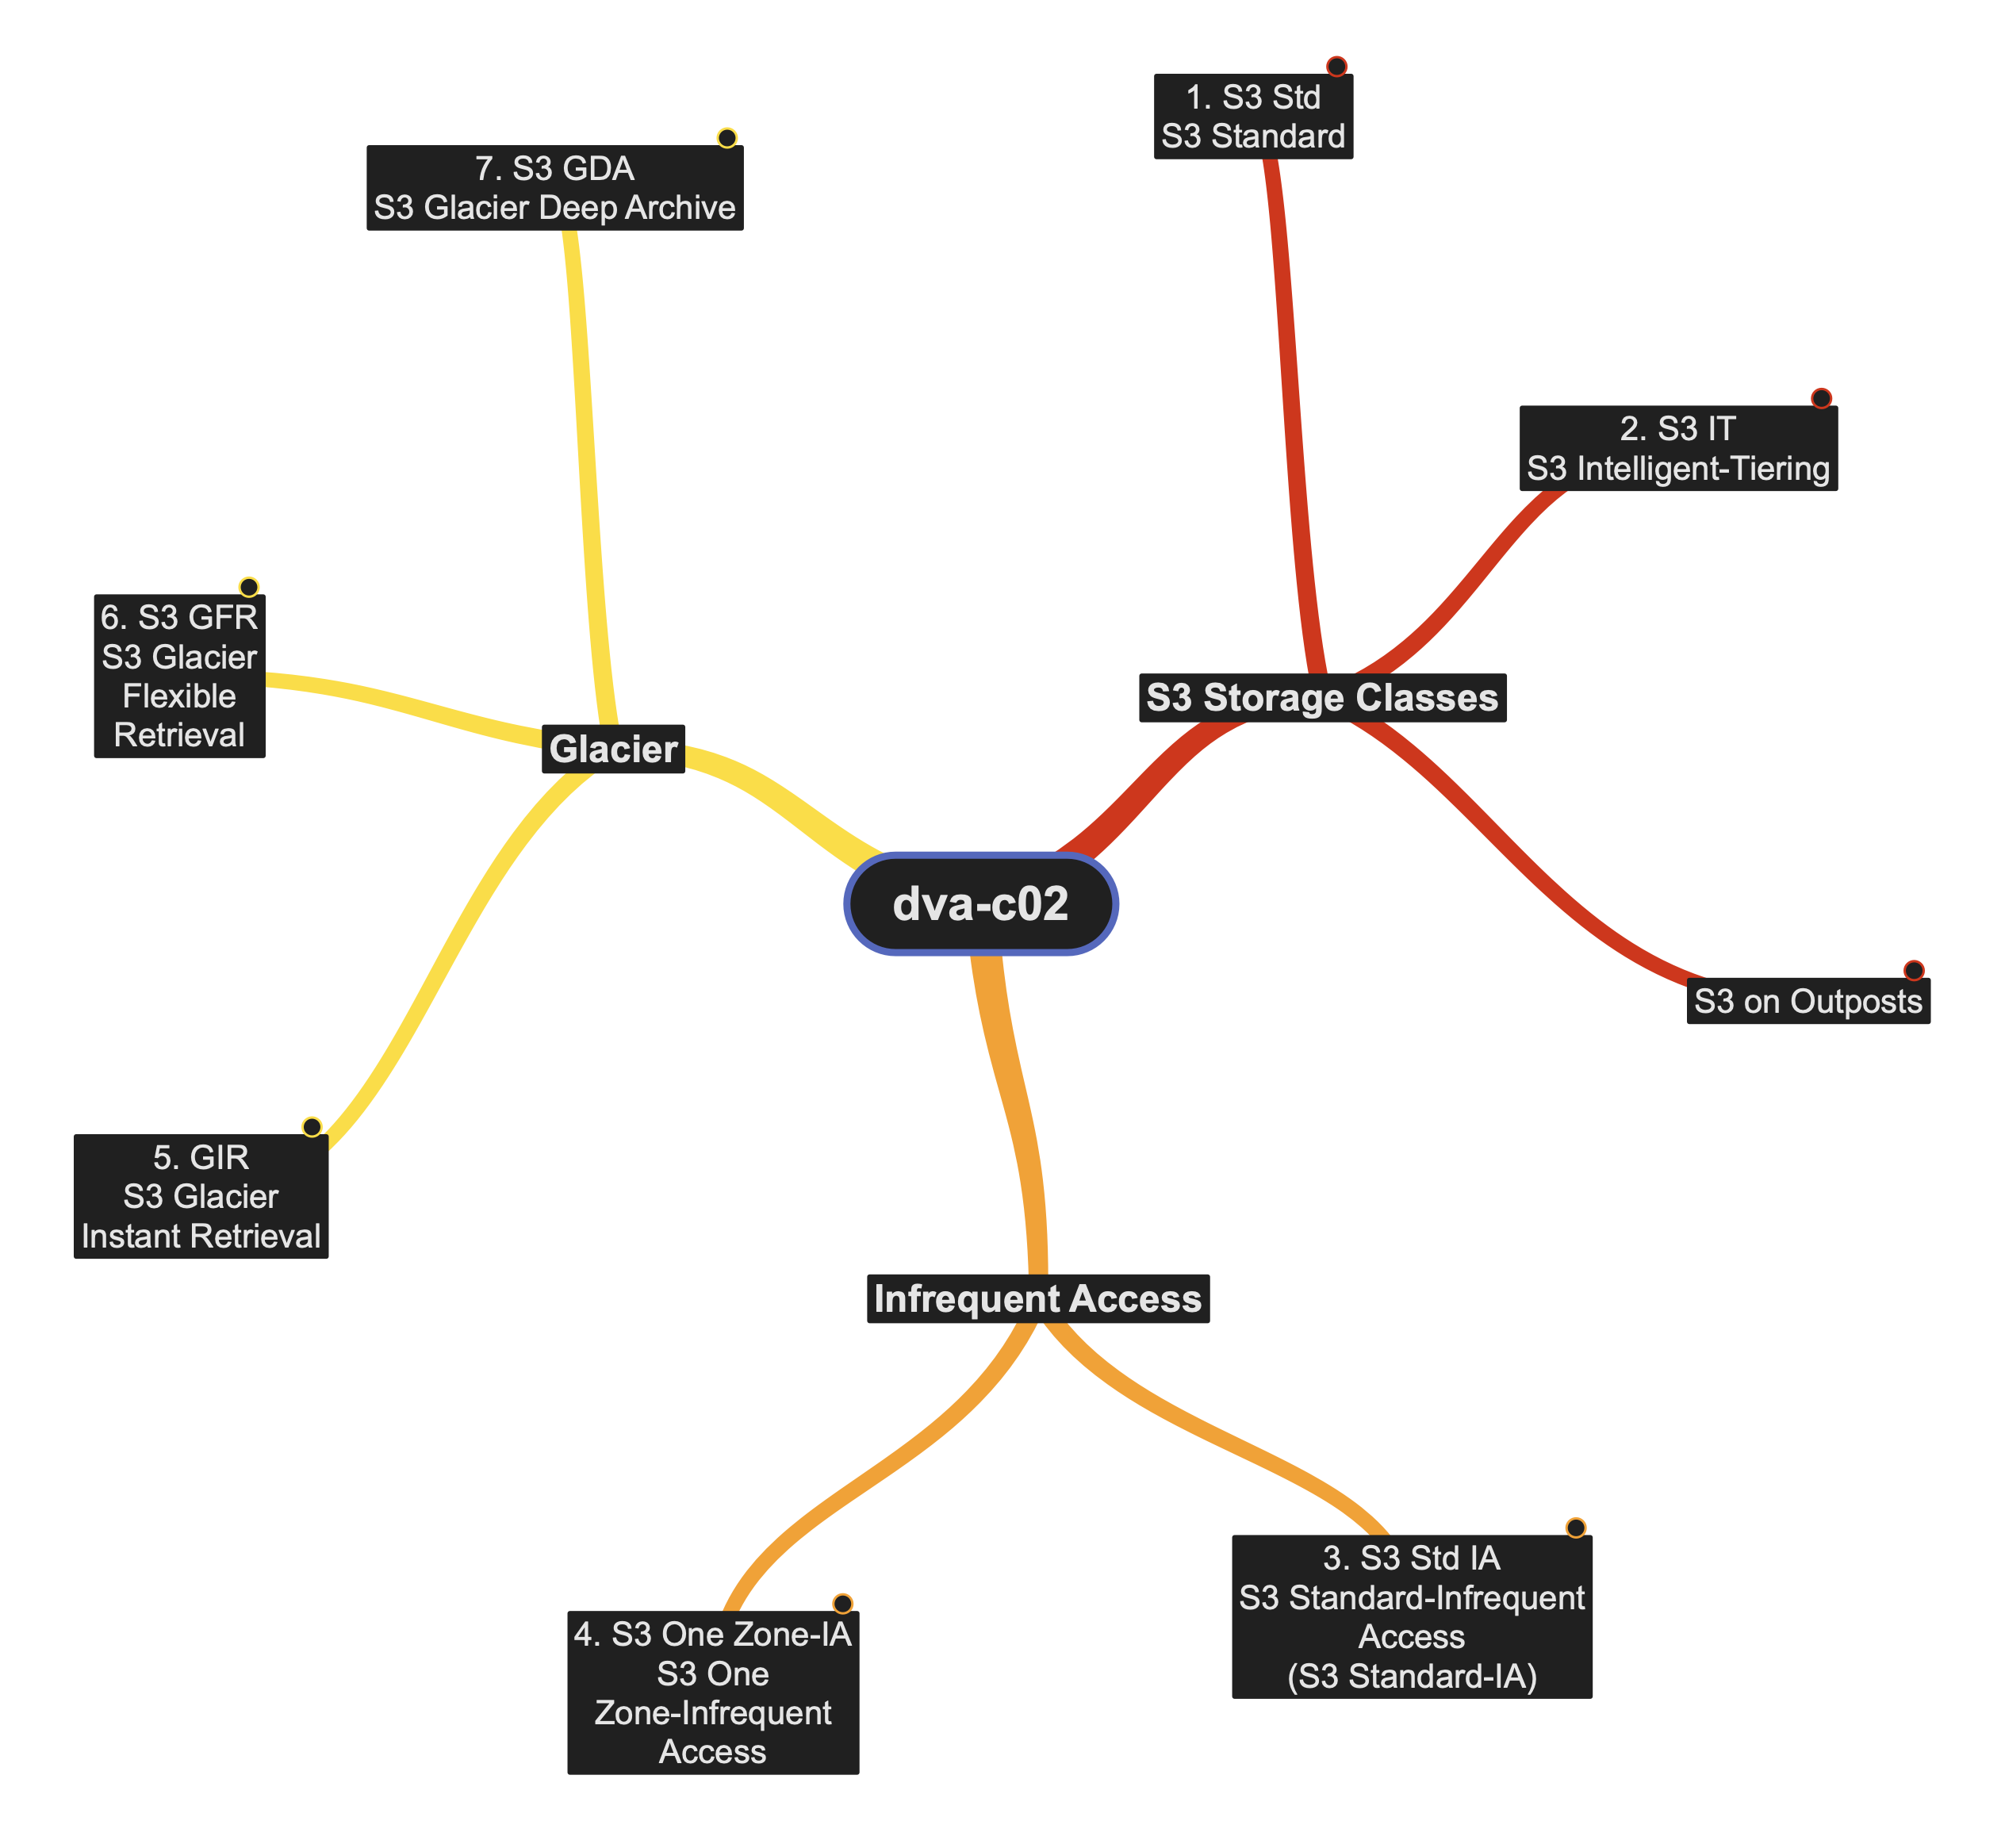 1. S3 Std
S3 Standard
7. S3 GDA
S3 Glacier Deep Archive
2. S3 IT
S3 Intelligent-Tiering
6. S3 GFR
S3 Glacier
Flexible
Retrieval
S3 Storage Classes
Glacier
dva-c02
S3 on Outposts
5. GIR
S3 Glacier
Instant Retrieval
Infrequent Access
3. S3 Std IA
S3 Standard-Infrequent
Access
(S3 Standard-IA)
4. S3 One Zone-IA
S3 One
Zone-Infrequent
Access